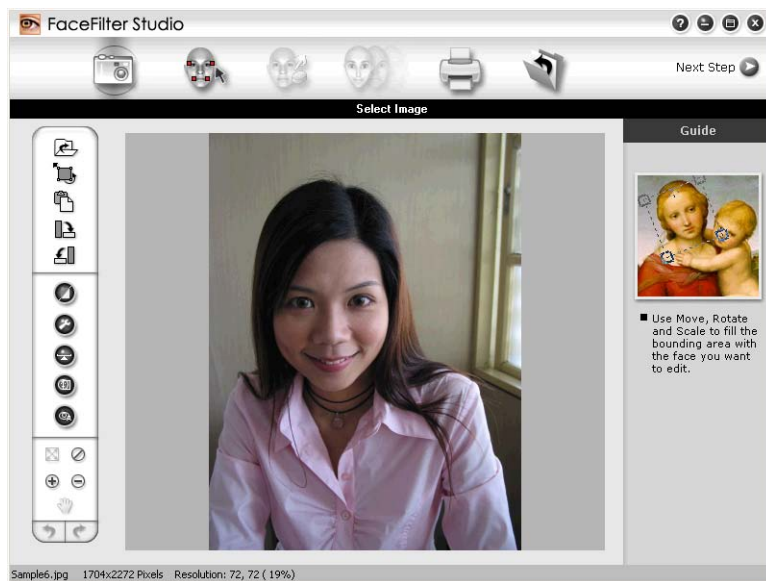 FaceFilter Studio
Next Step
Select Image
Guide
Use Move, Rotate
and Scale to fill the
bounding area with
the face you want
to edit.
Sample6.jpg 1704x2272 Pixels Resolution: 72, 72 ( 19%)